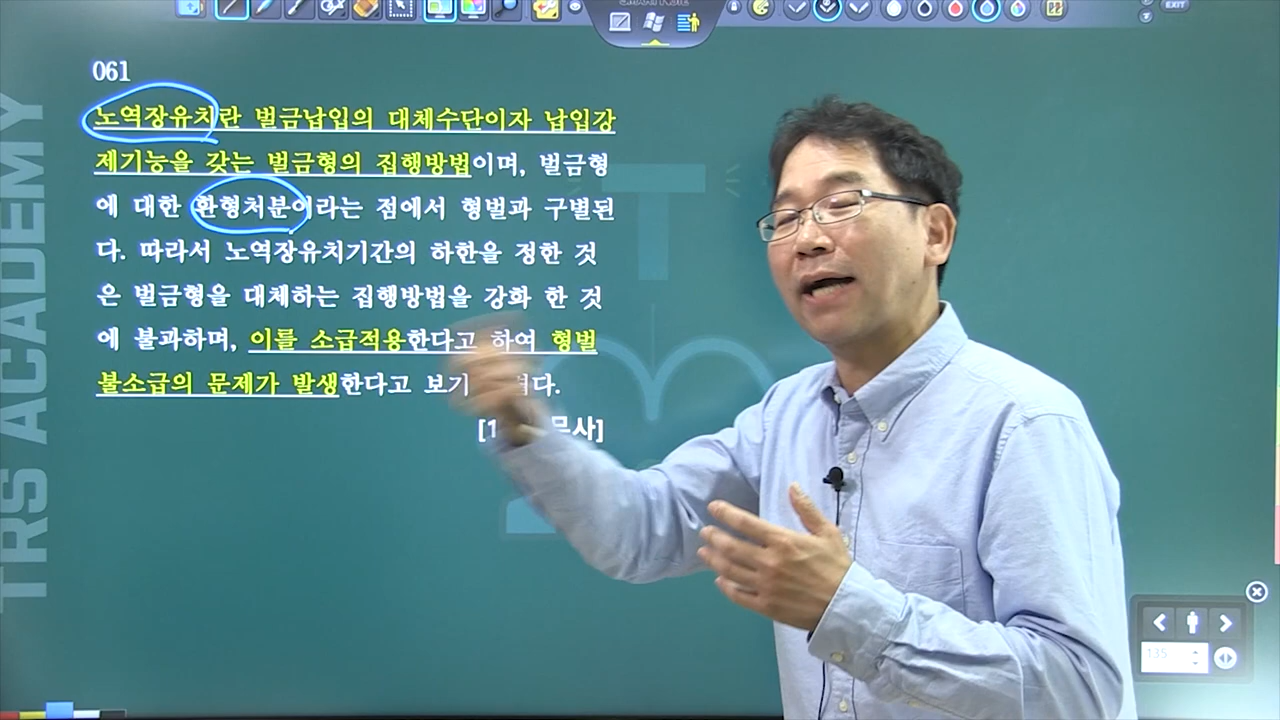 061
노역장유치란 벌금납입의 대체수단이자 납입강
제기능을 갖는 벌금형의 집행방법이며, 벌금형
에 대한 환형처분이라는 점에서 형벌과 구별된
다. 따라서 노역장유치기간의 하한을 정한 것
은 벌금형을 대체하는 집행방법을 강화 한 것
에 불과하며, 이를 소급적용한다고 하여 형벌
불소급의 문제가 발생한다고 보기
다.
[1
사]
TRS ACADEMY
EXIT
135